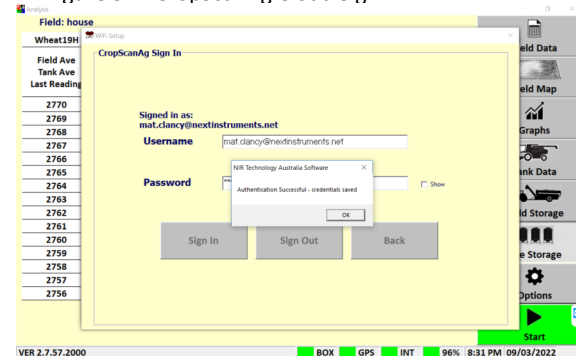 Analysis
Field: house
Wheat19H
Field Ave
Tank Ave
Last Reading
2770
2769
2768
2767
2766
2765
2764
2763
2762
2761
2760
2759
2758
2757
2756
WiFi Setup
CropScanAg Sign In
Signed in as:
mat.clancy@nextinstruments.net
Username
mat.clancy@nextinstruments.net
Password
Show
NIR Technology Australia Software
Authentication Successful - credentials saved
OK
Sign In
Sign Out
Back
eld Data
eld Map
Graphs
ank Data
ld Storage
e Storage
Options
Start
VER 2.7.57.2000
BOX
GPS
INT
96%
8:31 PM 09/03/2022